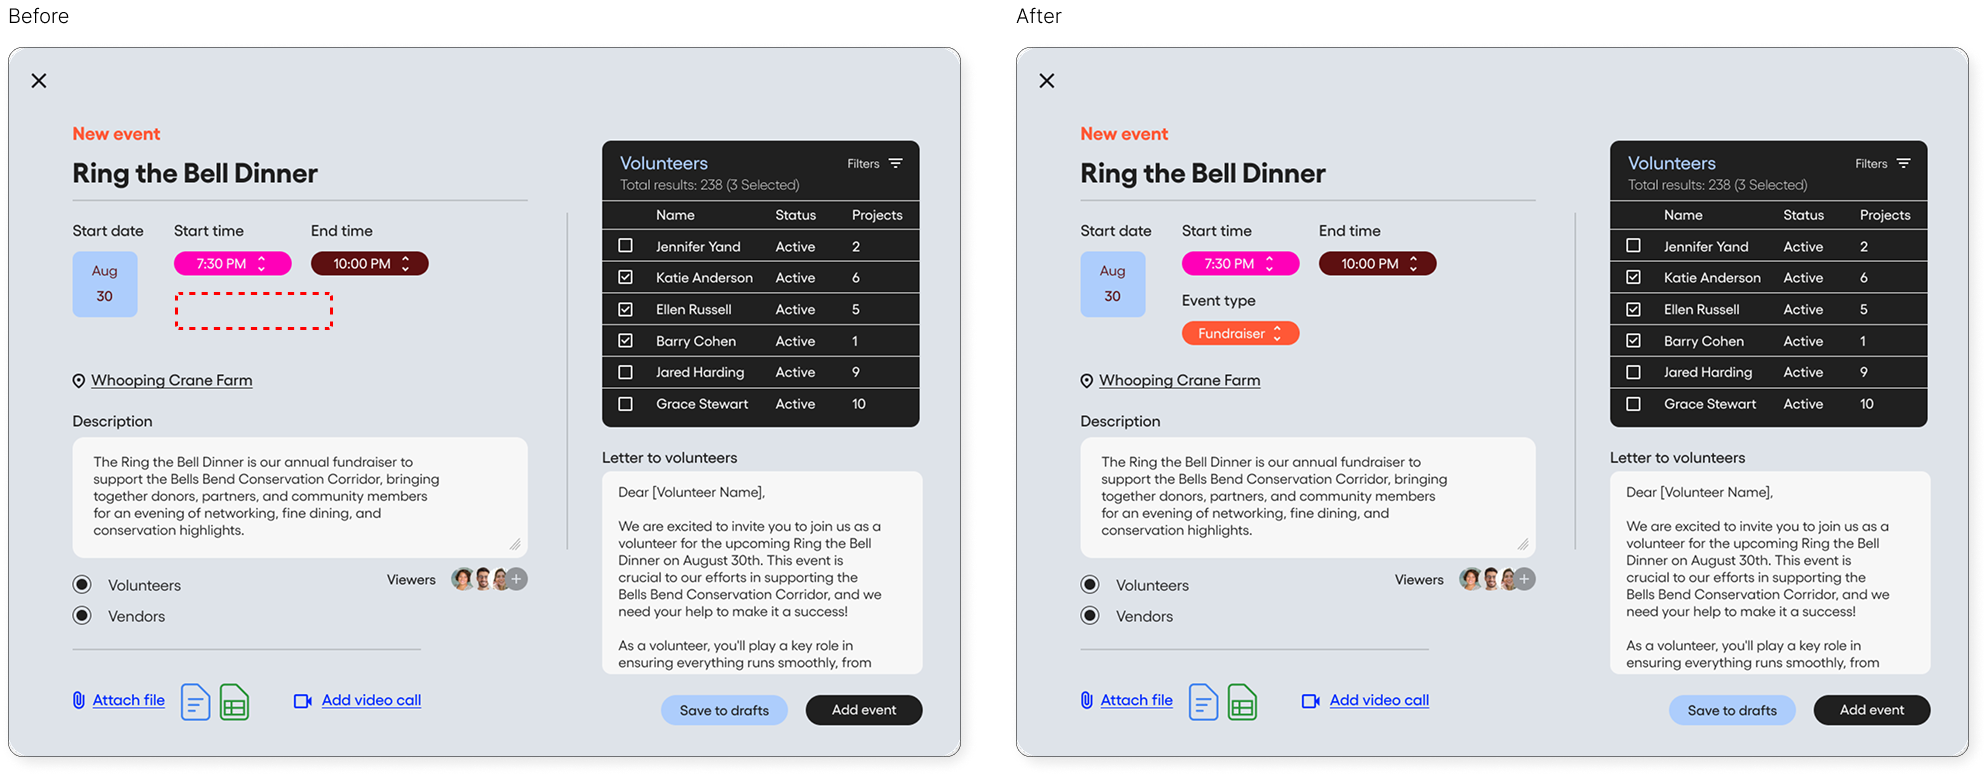 Before
New event
Ring the Bell Dinner
Start date
Start time
End time
Aug
30
7:30 PM
10:00 PM
Whooping Crane Farm
Description
The Ring the Bell Dinner is our annual fundraiser to
support the Bells Bend Conservation Corridor, bringing
together donors, partners, and community members
for an evening of networking, fine dining, and
conservation highlights.
Volunteers
Vendors
Viewers
Attach file
Add video call
Volunteers
Filters
Total results: 238 (3 Selected)
Name Status Projects
Jennifer Yand Active 2
Katie Anderson Active 6
Ellen Russell Active 5
Barry Cohen Active 1
Jared Harding Active 9
Grace Stewart Active 10
Letter to volunteers
Dear [Volunteer Name],
We are excited to invite you to join us as a
volunteer for the upcoming Ring the Bell
Dinner on August 30th. This event is
crucial to our efforts in supporting the
Bells Bend Conservation Corridor, and we
need your help to make it a success!
As a volunteer, you'll play a key role in
ensuring everything runs smoothly, from
Save to drafts
Add event
After
New event
Ring the Bell Dinner
Start date
Start time
End time
Aug
30
7:30 PM
10:00 PM
Event type
Fundraiser
Whooping Crane Farm
Description
The Ring the Bell Dinner is our annual fundraiser to
support the Bells Bend Conservation Corridor, bringing
together donors, partners, and community members
for an evening of networking, fine dining, and
conservation highlights.
Volunteers
Vendors
Viewers
Attach file
Add video call
Volunteers
Filters
Total results: 238 (3 Selected)
Name Status Projects
Jennifer Yand Active 2
Katie Anderson Active 6
Ellen Russell Active 5
Barry Cohen Active 1
Jared Harding Active 9
Grace Stewart Active 10
Letter to volunteers
Dear [Volunteer Name],
We are excited to invite you to join us as a
volunteer for the upcoming Ring the Bell
Dinner on August 30th. This event is
crucial to our efforts in supporting the
Bells Bend Conservation Corridor, and we
need your help to make it a success!
As a volunteer, you'll play a key role in
ensuring everything runs smoothly, from
Save to drafts
Add event